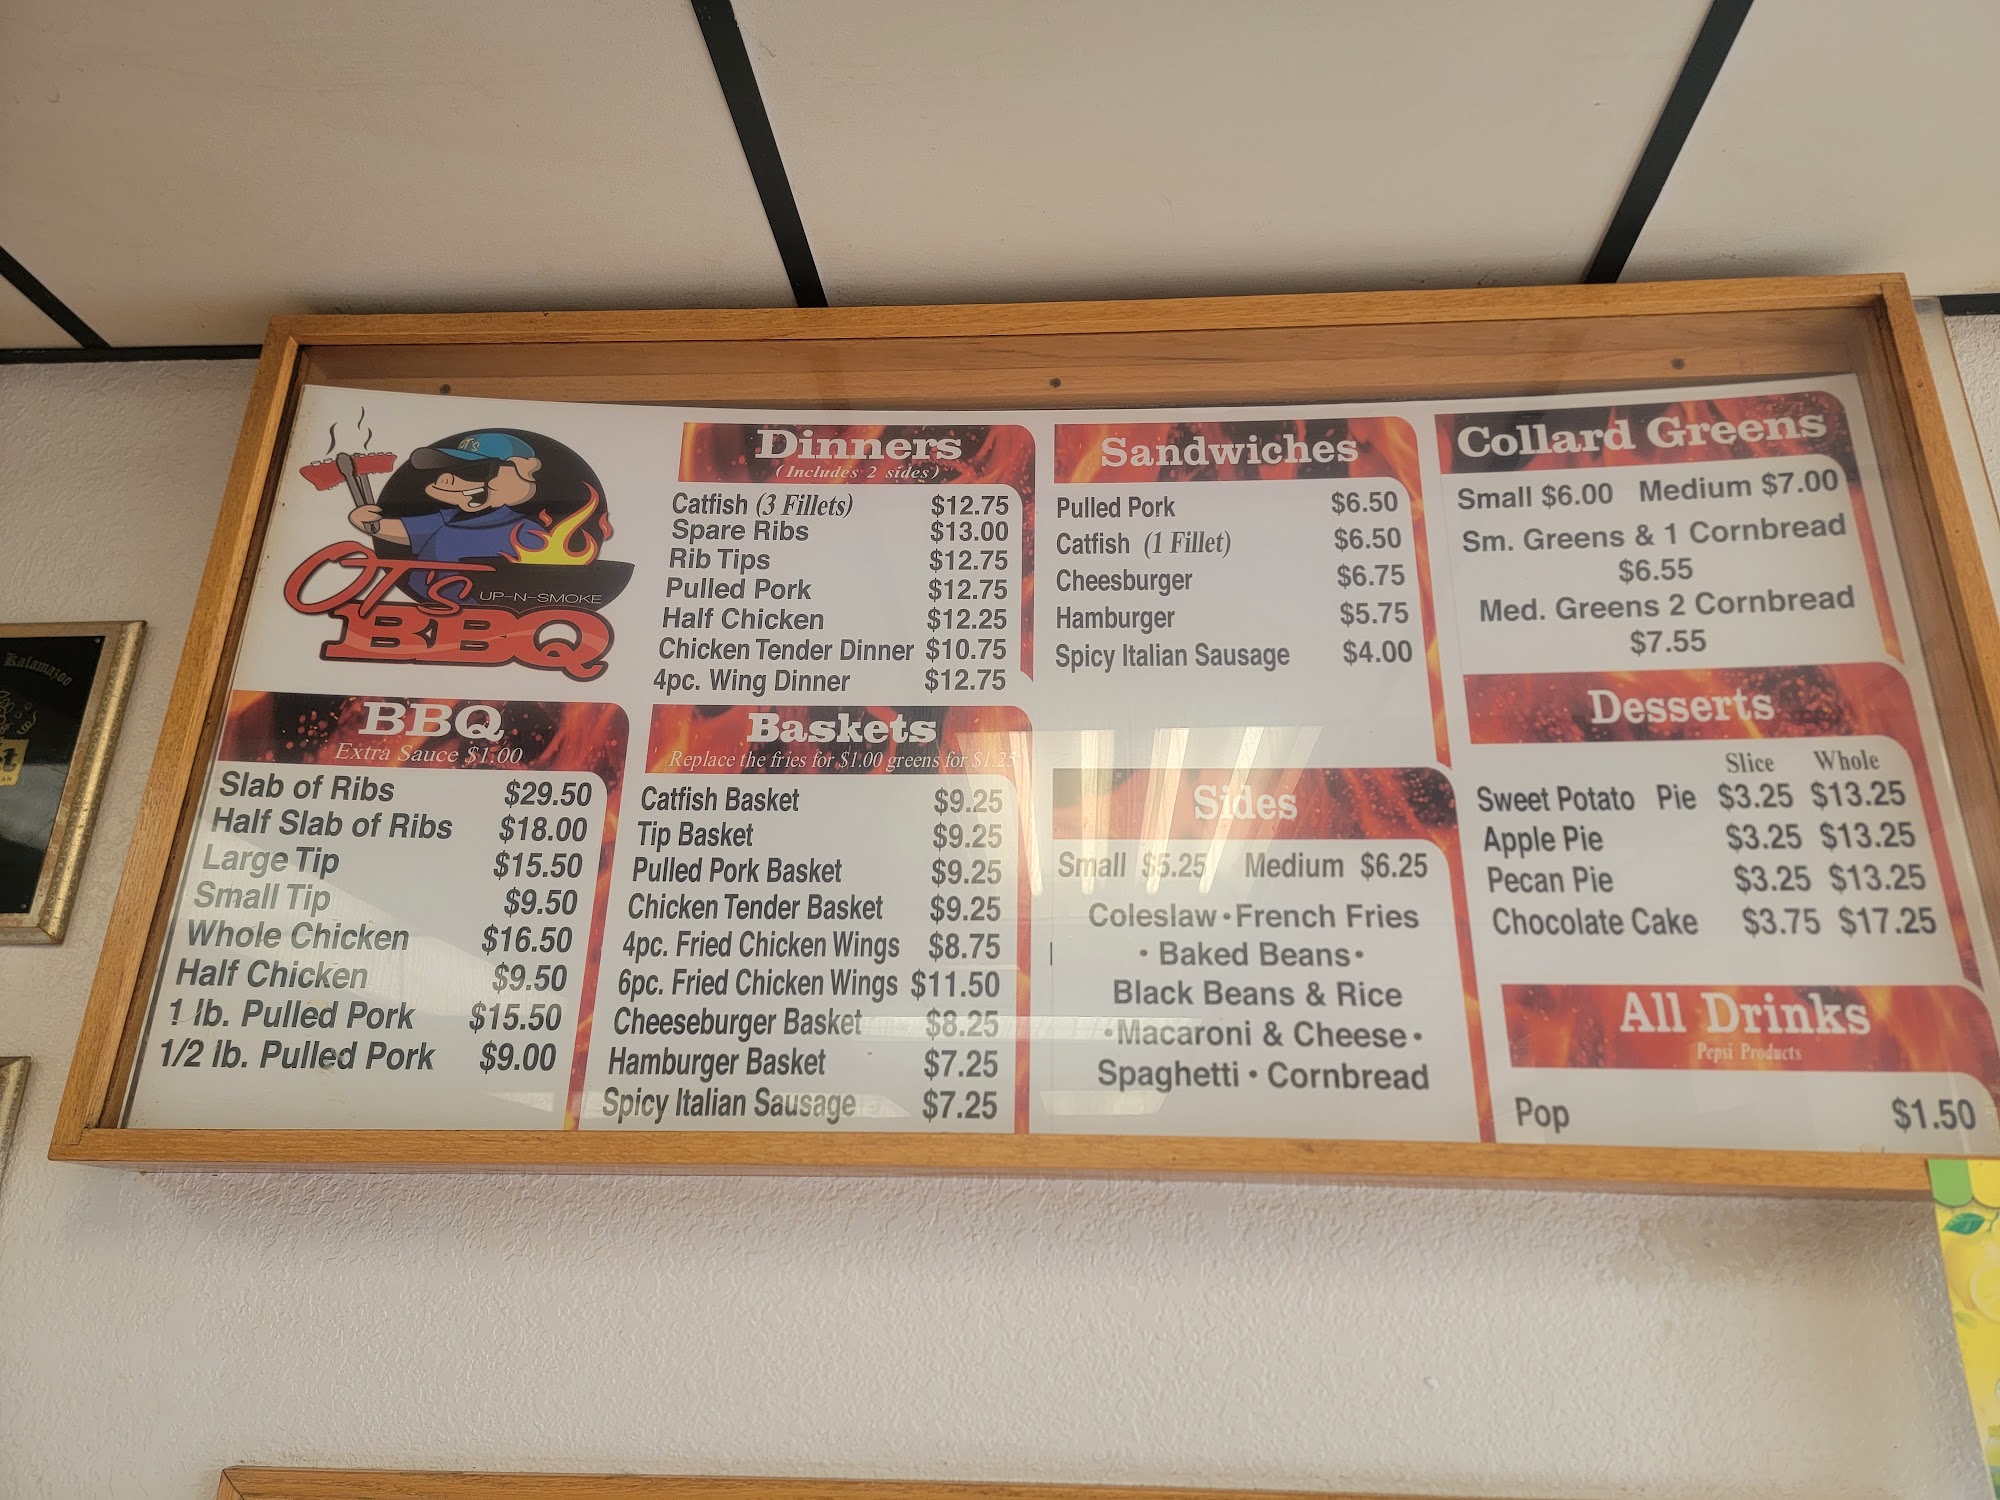 OT'S
OT'S
UP-N-SMOKE
BBQ
BBQ
Extra Sauce $1.00
Slab of Ribs $29.50
Half Slab of Ribs $18.00
Large Tip $15.50
Small Tip $9.50
Whole Chicken $16.50
Half Chicken $9.50
1 lb. Pulled Pork $15.50
1/2 lb. Pulled Pork $9.00
Dinners
(Includes 2 sides)
Catfish (3 Fillets) $12.75
Spare Ribs $13.00
Rib Tips $12.75
Pulled Pork $12.75
Half Chicken $12.25
Chicken Tender Dinner $10.75
4pc. Wing Dinner $12.75
Baskets
Replace the fries for $1.00 greens for $1.25
Catfish Basket $9.25
Tip Basket $9.25
Pulled Pork Basket $9.25
Chicken Tender Basket $9.25
4pc. Fried Chicken Wings $8.75
6pc. Fried Chicken Wings $11.50
Cheeseburger Basket $8.25
Hamburger Basket $7.25
Spicy Italian Sausage $7.25
Sandwiches
Pulled Pork $6.50
Catfish (1 Fillet) $6.50
Cheesburger $6.75
Hamburger $5.75
Spicy Italian Sausage $4.00
Sides
Small $5.25 Medium $6.25
Coleslaw • French Fries
• Baked Beans •
Black Beans & Rice
• Macaroni & Cheese •
Spaghetti • Cornbread
Collard Greens
Small $6.00 Medium $7.00
Sm. Greens & 1 Cornbread
$6.55
Med. Greens 2 Cornbread
$7.55
Desserts
Slice Whole
Sweet Potato Pie $3.25 $13.25
Apple Pie $3.25 $13.25
Pecan Pie $3.25 $13.25
Chocolate Cake $3.75 $17.25
All Drinks
Pepsi Products
Pop $1.50
Kalamazoo